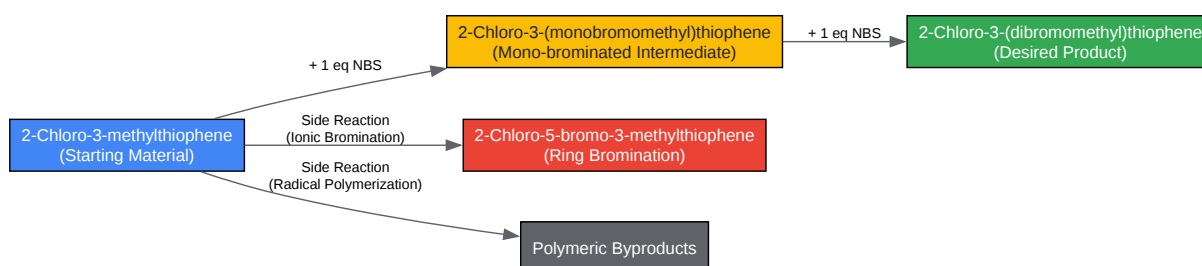 2-Chloro-3-(monobromomethyl)thiophene
(Mono-brominated Intermediate)
+ 1 eq NBS
2-Chloro-3-(dibromomethyl)thiophene
(Desired Product)
+ 1 eq NBS
2-Chloro-3-methylthiophene
(Starting Material)
Side Reaction
(Ionic Bromination)
2-Chloro-5-bromo-3-methylthiophene
(Ring Bromination)
Side Reaction
(Radical Polymerization)
Polymeric Byproducts